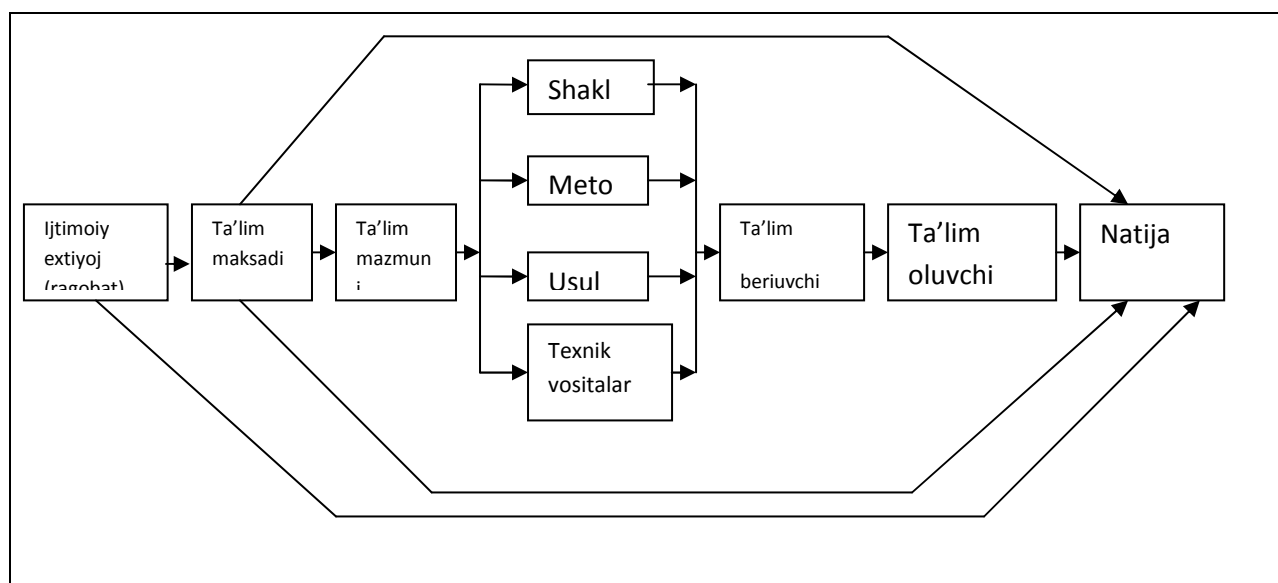 Shakl
Meto
Usul
Texnik
vositalar
Ijtimoiy
extiyoj
(ragobat)
Ta’lim
maksadi
Ta’lim
mazmun
i
Ta’lim
beriuvchi
Ta’lim
oluvchi
Natija